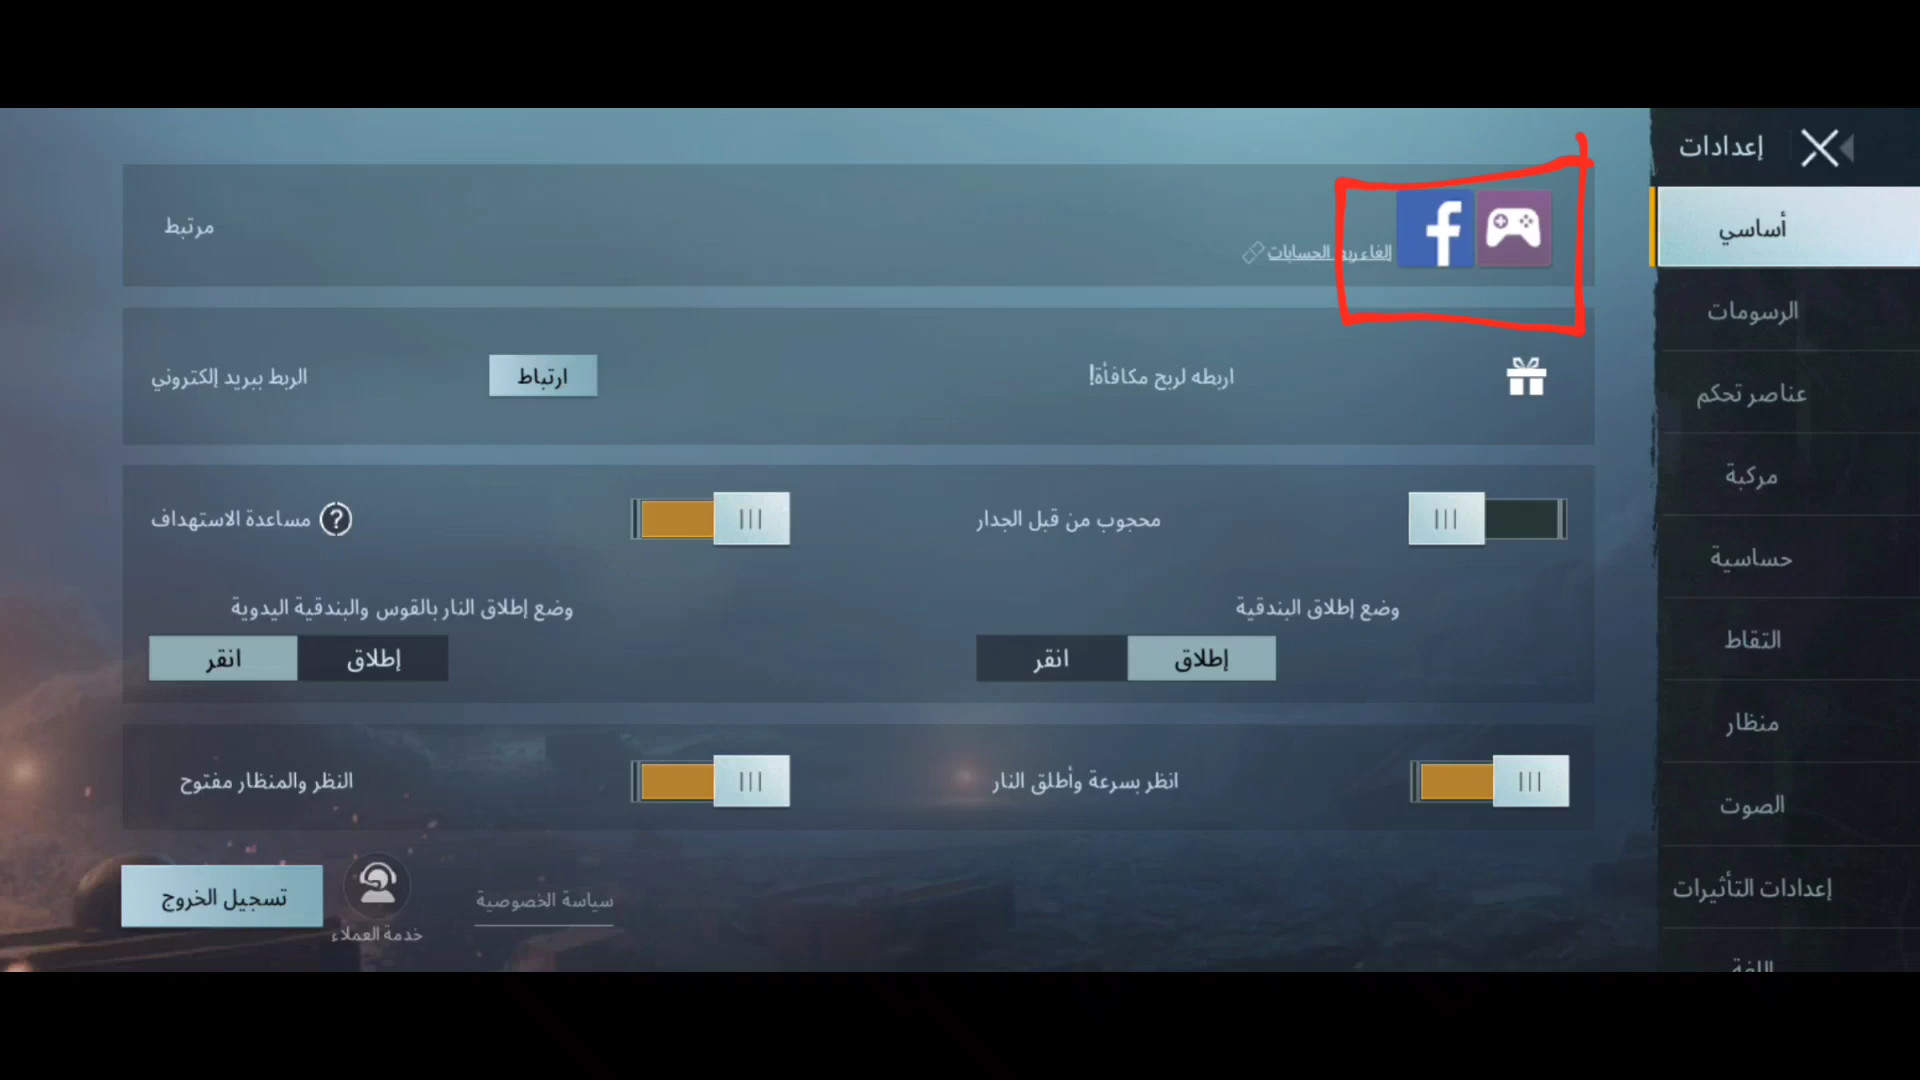 إعدادات
أساسي
الرسومات
عناصر تحكم
مركبة
حساسية
التقاط
منظار
الصوت
إعدادات التأثيرات
اللغة
مرتبط
إلغاء ربط الحسابات
الربط ببريد إلكتروني
ارتباط
اربطه لربح مكافأة!
مساعدة الاستهداف ?
محجوب من قبل الجدار
وضع إطلاق النار بالقوس والبندقية اليدوية
وضع إطلاق البندقية
انقر
إطلاق
انقر
إطلاق
النظر والمنظار مفتوح
انظر بسرعة وأطلق النار
تسجيل الخروج
خدمة العملاء
سياسة الخصوصية